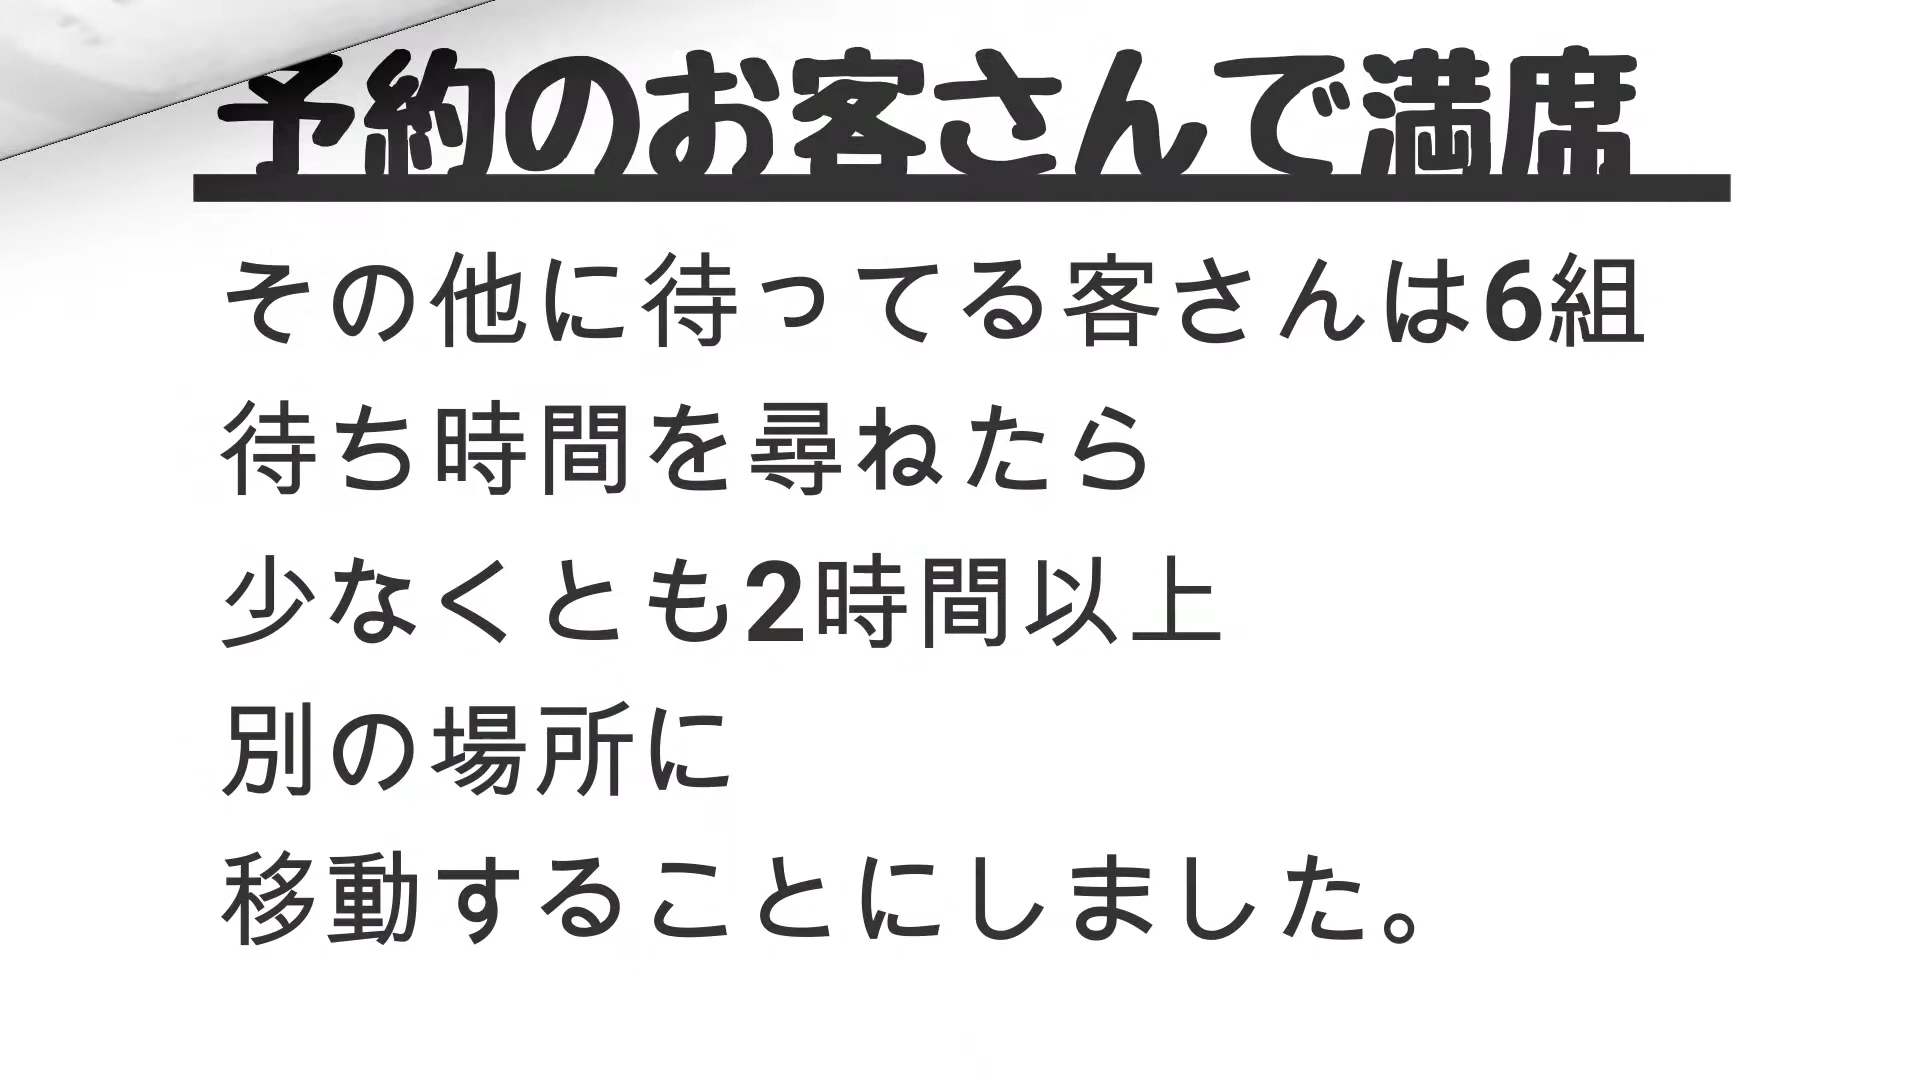 予約のお客さんで満席
その他に待ってる客さんは6組
待ち時間を尋ねたら
少なくとも2時間以上
別の場所に
移動することにしました。